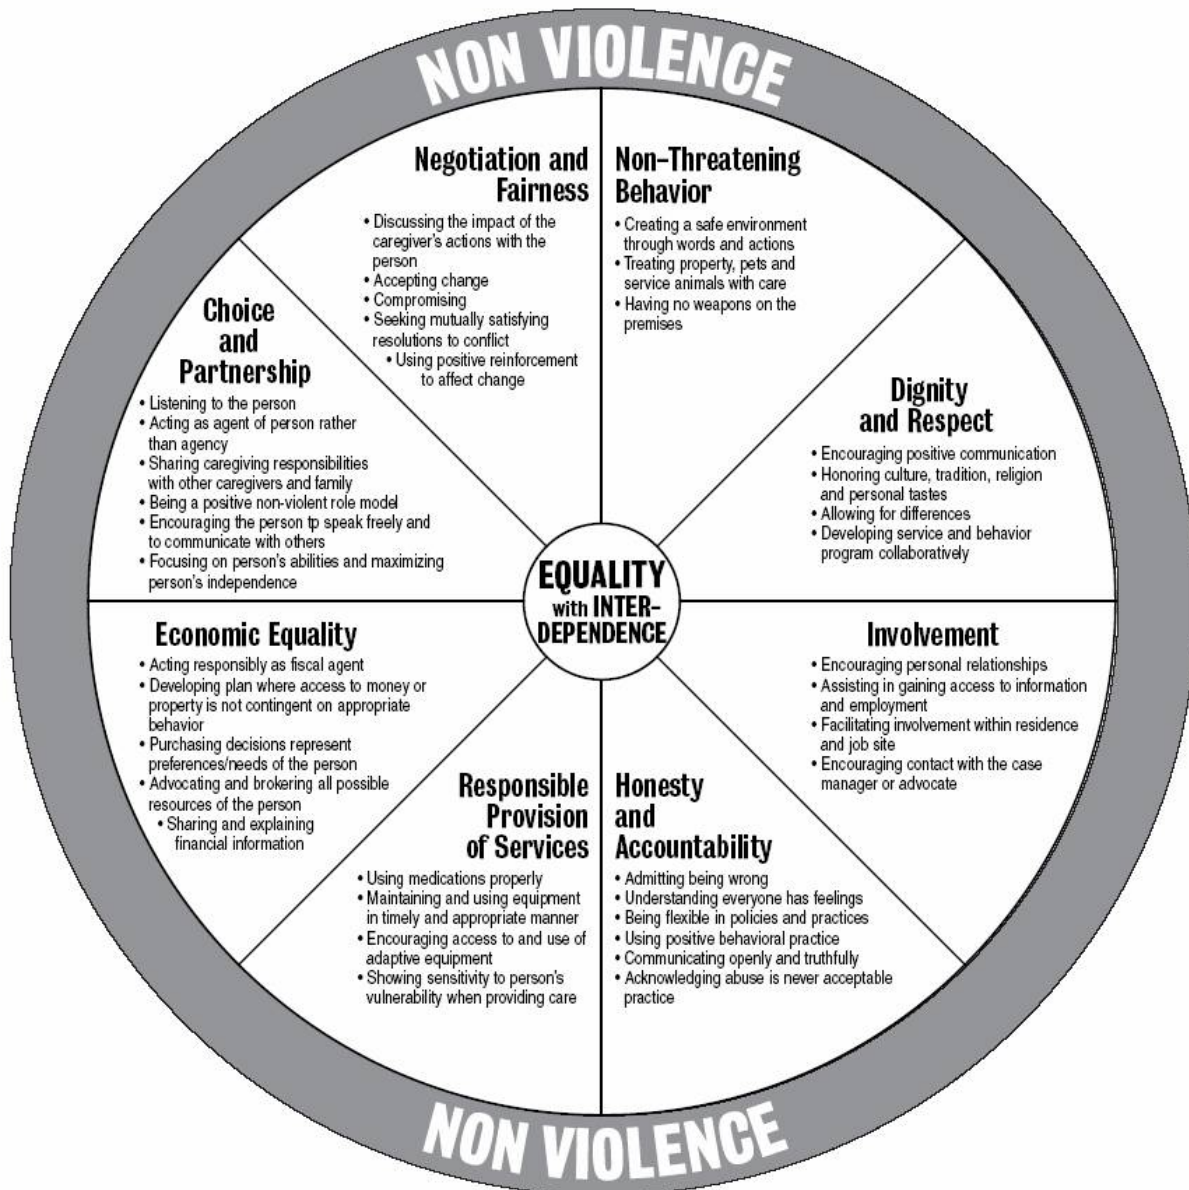 NON VIOLENCE
Negotiation and
Fairness
• Discussing the impact of the
caregiver's actions with the
person
• Accepting change
• Compromising
• Seeking mutually satisfying
resolutions to conflict
• Using positive reinforcement
to affect change
Non-Threatening
Behavior
• Creating a safe environment
through words and actions
• Treating property, pets and
service animals with care
• Having no weapons on the
premises
Choice
and
Partnership
• Listening to the person
• Acting as agent of person rather
than agency
• Sharing caregiving responsibilities
with other caregivers and family
• Being a positive non-violent role model
• Encouraging the person tp speak freely and
to communicate with others
• Focusing on person's abilities and maximizing
person's independence
Dignity
and Respect
• Encouraging positive communication
• Honoring culture, tradition, religion
and personal tastes
• Allowing for differences
• Developing service and behavior
program collaboratively
EQUALITY
with INTER-
DEPENDENCE
Economic Equality
• Acting responsibly as fiscal agent
• Developing plan where access to money or
property is not contingent on appropriate
behavior
• Purchasing decisions represent
preferences/needs of the person
• Advocating and brokering all possible
resources of the person
• Sharing and explaining
financial information
Involvement
• Encouraging personal relationships
• Assisting in gaining access to information
and employment
• Facilitating involvement within residence
and job site
• Encouraging contact with the case
manager or advocate
Responsible
Provision
of Services
• Using medications properly
• Maintaining and using equipment
in timely and appropriate manner
• Encouraging access to and use of
adaptive equipment
• Showing sensitivity to person's
vulnerability when providing care
Honesty
and
Accountability
• Admitting being wrong
• Understanding everyone has feelings
• Being flexible in policies and practices
• Using positive behavioral practice
• Communicating openly and truthfully
• Acknowledging abuse is never acceptable
practice
NON VIOLENCE